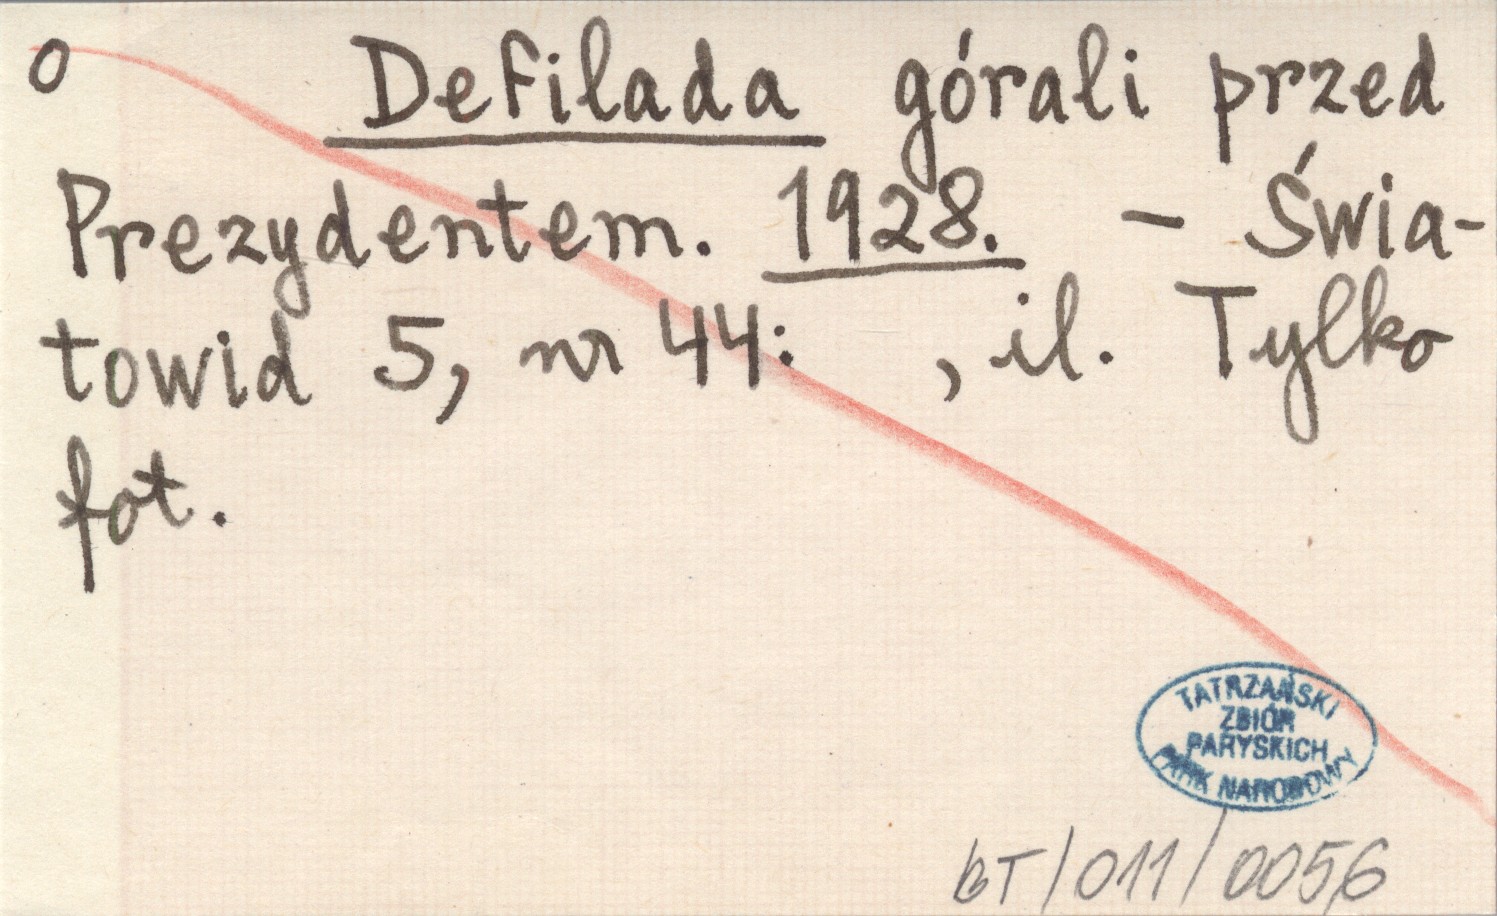 o Defilada górali przed
Prezydentem. 1928. - Świa-
towid 5, nr 44: , il. Tylko
fot.
TATRZAŃSKI
ZBIÓR
PARYSKICH
PARK NARODOWY
BT/011/0056